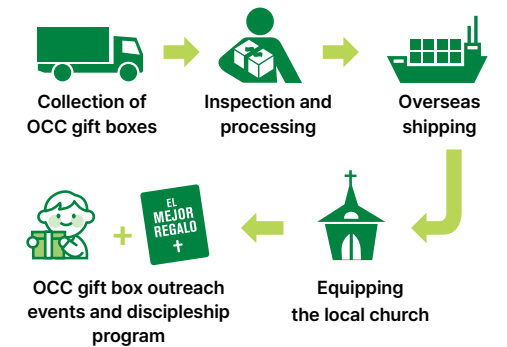 Collection of
OCC gift boxes
Inspection and
processing
Overseas
shipping
EL
MEJOR
REGALO
+
OCC gift box outreach
events and discipleship
program
Equipping
the local church